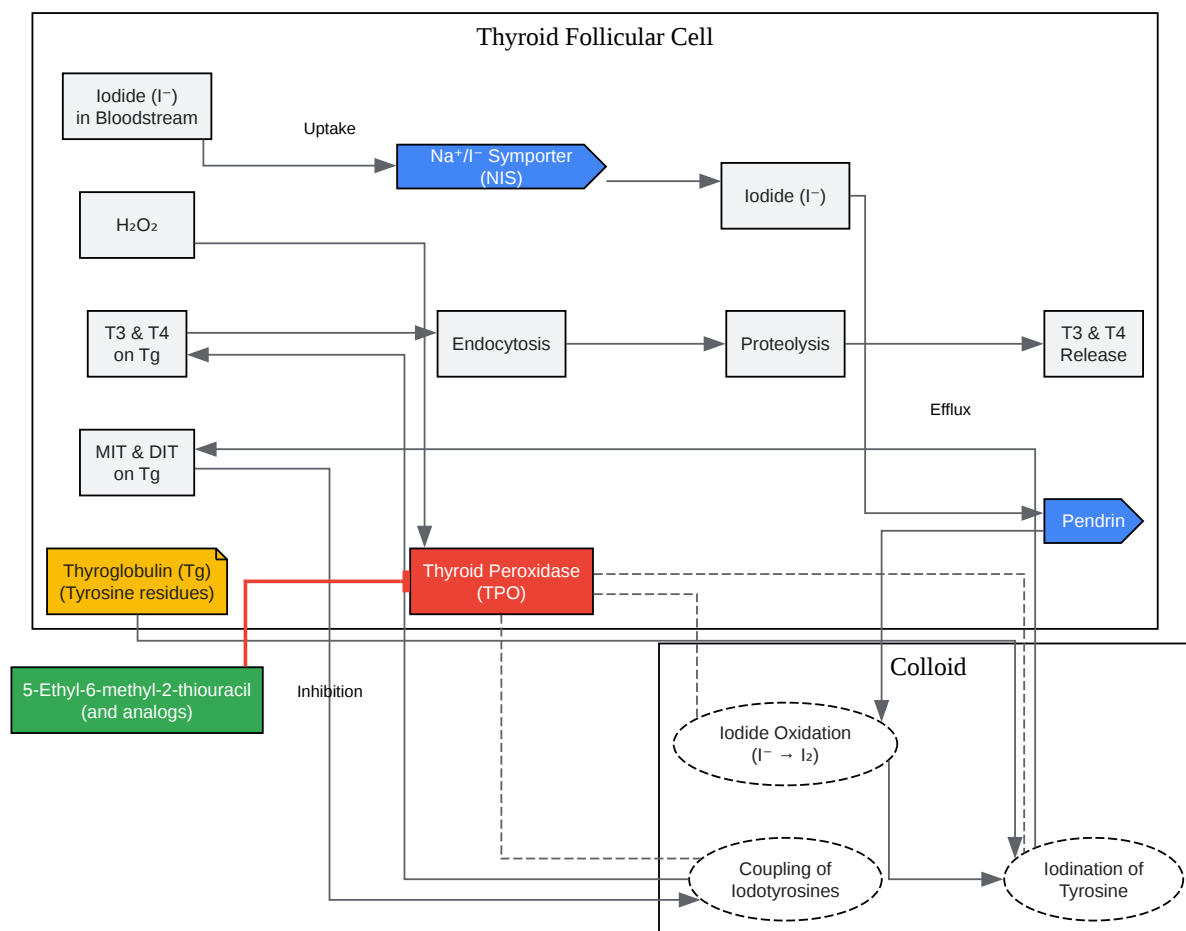 Thyroid Follicular Cell
Iodide (I⁻)
in Bloodstream
Uptake
Na⁺/I⁻ Symporter
(NIS)
Iodide (I⁻)
H₂O₂
T3 & T4
on Tg
Endocytosis
Proteolysis
T3 & T4
Release
Efflux
MIT & DIT
on Tg
Pendrin
Thyroglobulin (Tg)
(Tyrosine residues)
Thyroid Peroxidase
(TPO)
Colloid
5-Ethyl-6-methyl-2-thiouracil
(and analogs)
Inhibition
Iodide Oxidation
(I⁻ → I₂)
Coupling of
Iodotyrosines
Iodination of
Tyrosine